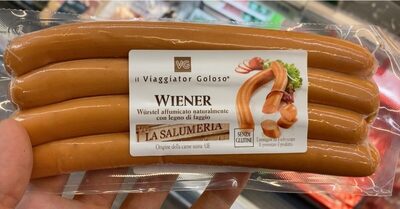 VG
il Viaggiator Goloso®
WIENER
Würstel affumicato naturalmente
con legno di faggio
LA SALUMERIA
Origine della carne suina: UE
SENZA
GLUTINE